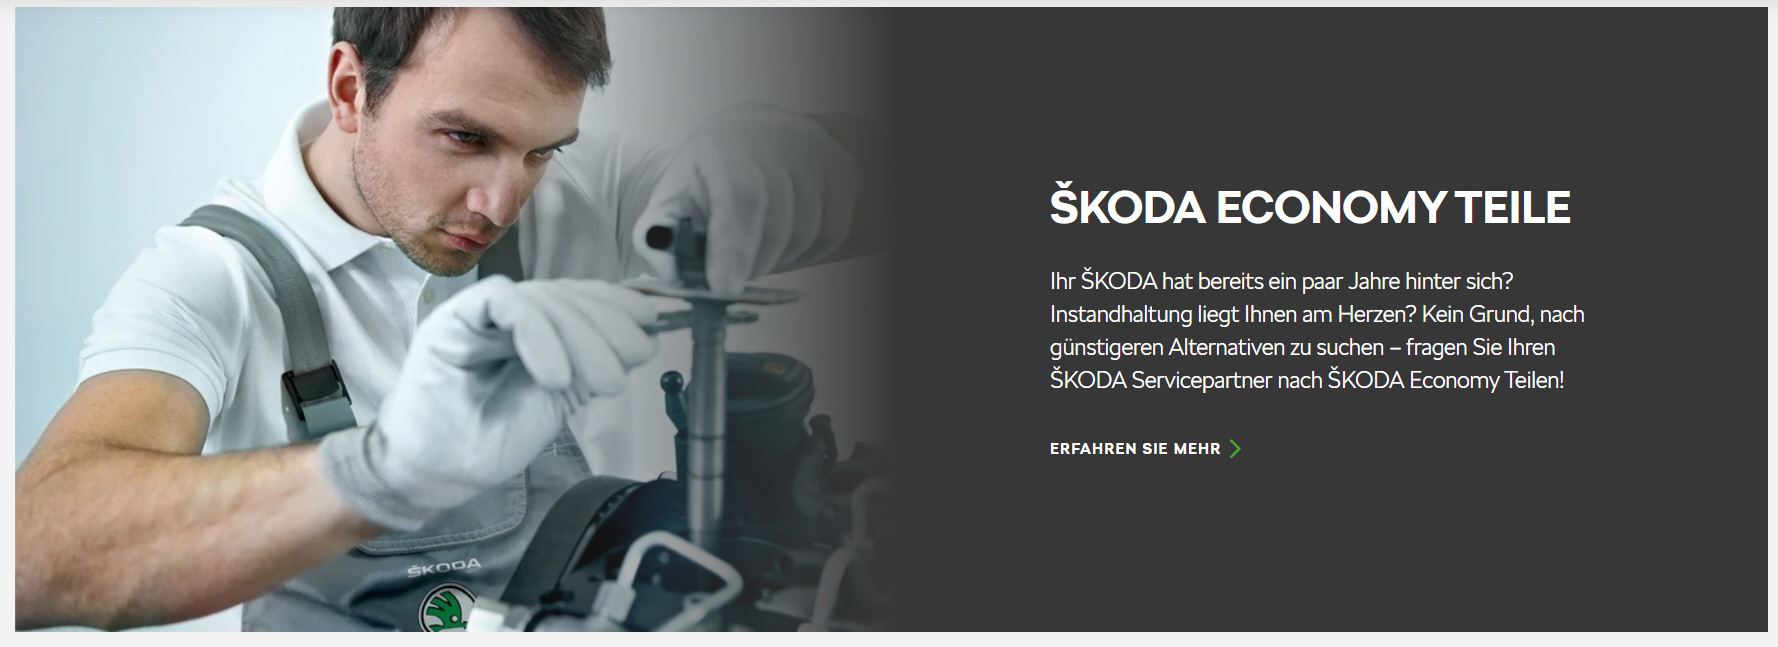 ŠKODA ECONOMY TEILE
Ihr ŠKODA hat bereits ein paar Jahre hinter sich?
Instandhaltung liegt Ihnen am Herzen? Kein Grund, nach
günstigeren Alternativen zu suchen – fragen Sie Ihren
ŠKODA Servicepartner nach ŠKODA Economy Teilen!
ERFAHREN SIE MEHR
ŠKODA